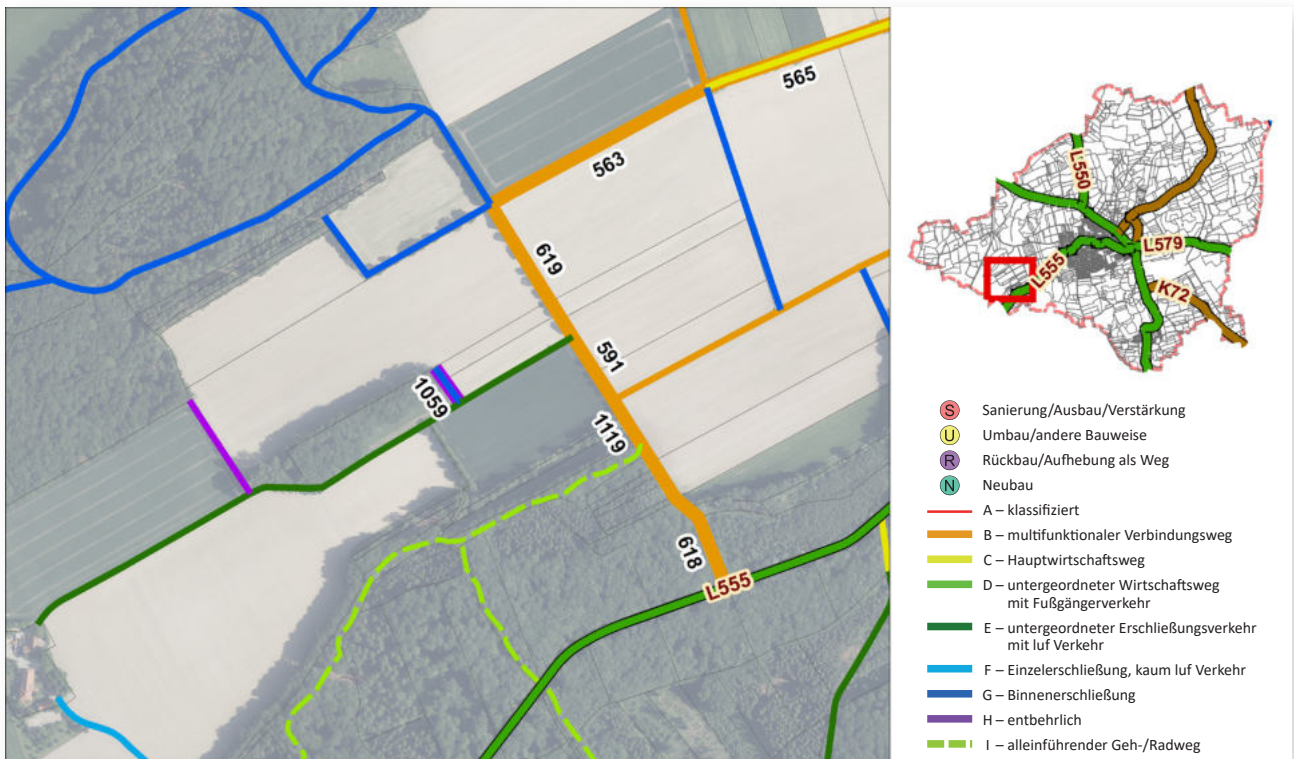 565
563
619
591
1059
1119
618
L555
L550
L579
L555
K72
S Sanierung/Ausbau/Verstärkung
U Umbau/andere Bauweise
R Rückbau/Aufhebung als Weg
N Neubau
A – klassifiziert
B – multifunktionaler Verbindungsweg
C – Hauptwirtschaftsweg
D – untergeordneter Wirtschaftsweg
mit Fußgängerverkehr
E – untergeordneter Erschließungsverkehr
mit luf Verkehr
F – Einzelerschließung, kaum luf Verkehr
G – Binnenerschließung
H – entbehrlich
I – alleinführender Geh-/Radweg